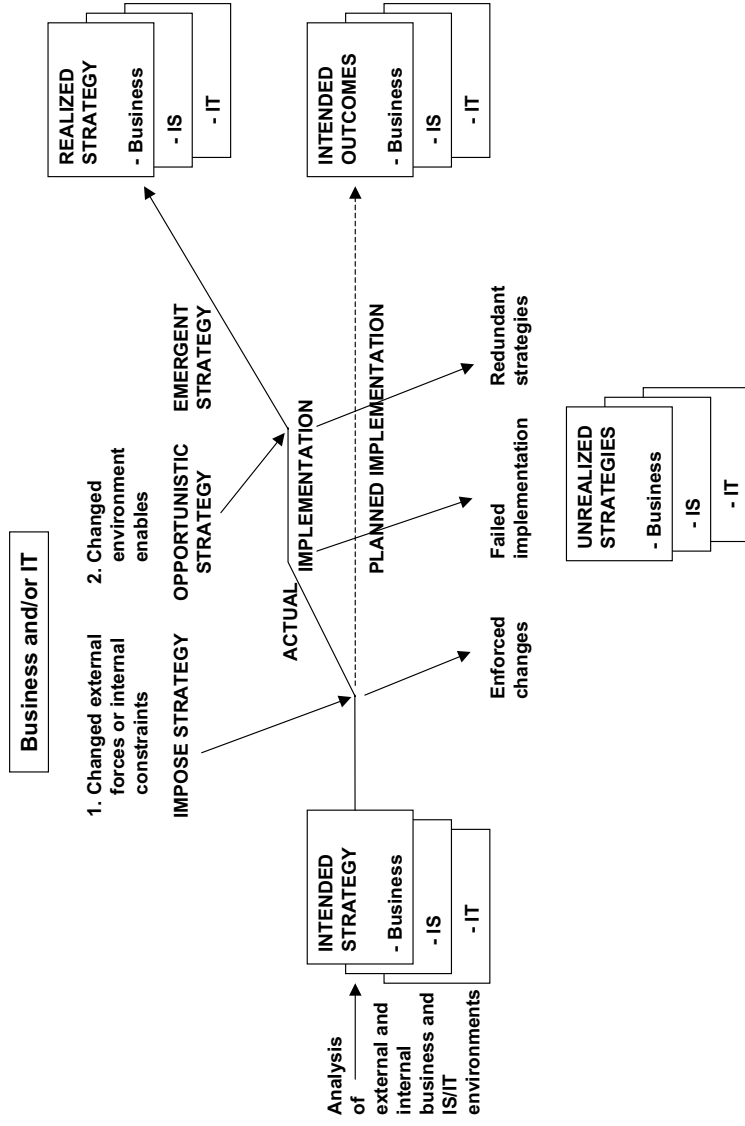 Business and/or IT
1. Changed external
forces or internal
constraints
IMPOSE STRATEGY
2. Changed
environment
enables
OPPORTUNISTIC
STRATEGY
EMERGENT
STRATEGY
REALIZED
STRATEGY
- Business
- IS
- IT
ACTUAL
IMPLEMENTATION
PLANNED IMPLEMENTATION
INTENDED
OUTCOMES
- Business
- IS
- IT
Analysis
of
external and
internal
business and
IS/IT
environments
INTENDED
STRATEGY
- Business
- IS
- IT
Enforced
changes
Failed
implementation
Redundant
strategies
UNREALIZED
STRATEGIES
- Business
- IS
- IT